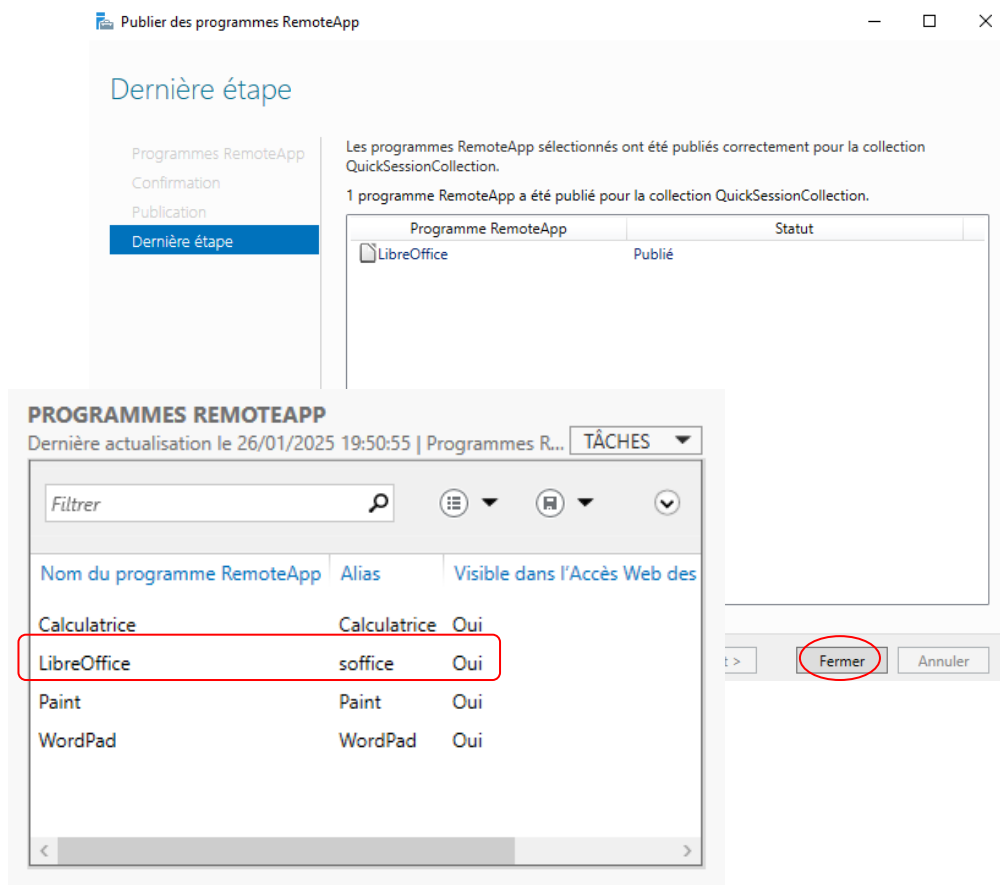 Publier des programmes RemoteApp
Dernière étape
Programmes RemoteApp
Confirmation
Publication
Dernière étape
Les programmes RemoteApp sélectionnés ont été publiés correctement pour la collection
QuickSessionCollection.
1 programme RemoteApp a été publié pour la collection QuickSessionCollection.
Programme RemoteApp Statut
LibreOffice Publié
PROGRAMMES REMOTEAPP
Dernière actualisation le 26/01/2025 19:50:55 | Programmes R... TÂCHES
Filtrer
Nom du programme RemoteApp Alias Visible dans l'Accès Web des
Calculatrice Calculatrice Oui
LibreOffice soffice Oui
Paint Paint Oui
WordPad WordPad Oui
t > Fermer Annuler